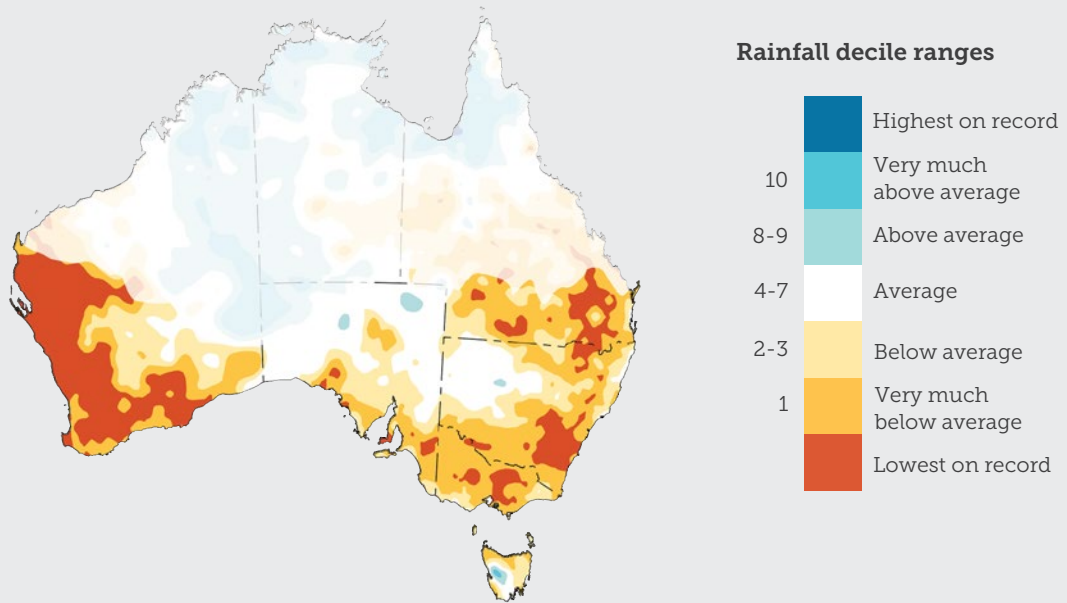 Rainfall decile ranges
Highest on record
10
Very much
above average
8-9
Above average
4-7
Average
2-3
Below average
1
Very much
below average
Lowest on record